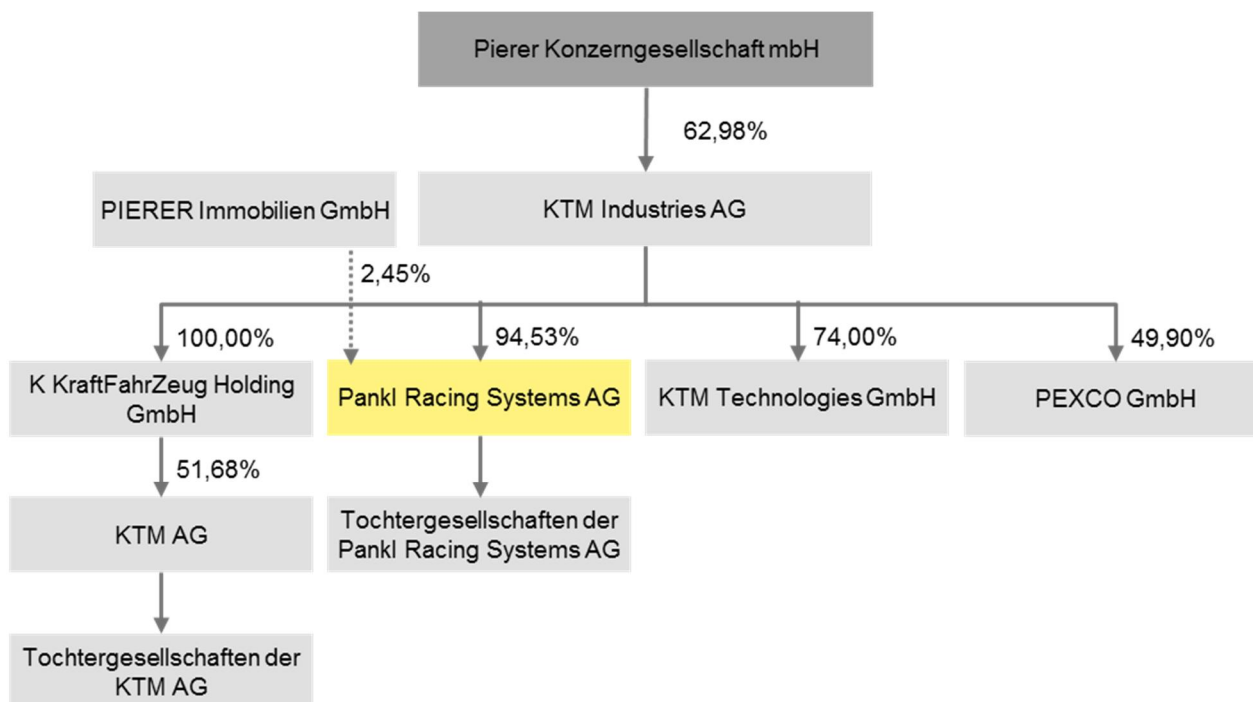 Pierer Konzerngesellschaft mbH
62,98%
PIERER Immobilien GmbH
KTM Industries AG
2,45%
100,00%
94,53%
74,00%
49,90%
K KraftFahrZeug Holding
GmbH
Pankl Racing Systems AG
KTM Technologies GmbH
PEXCO GmbH
51,68%
KTM AG
Tochtergesellschaften der
Pankl Racing Systems AG
Tochtergesellschaften der
KTM AG